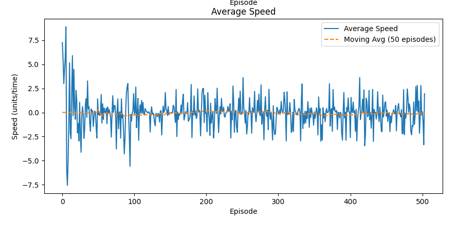 Episode
Average Speed
Average Speed
Moving Avg (50 episodes)
Speed (units/time)
7.5
5.0
2.5
0.0
−2.5
−5.0
−7.5
0
100
200
300
400
500
Episode